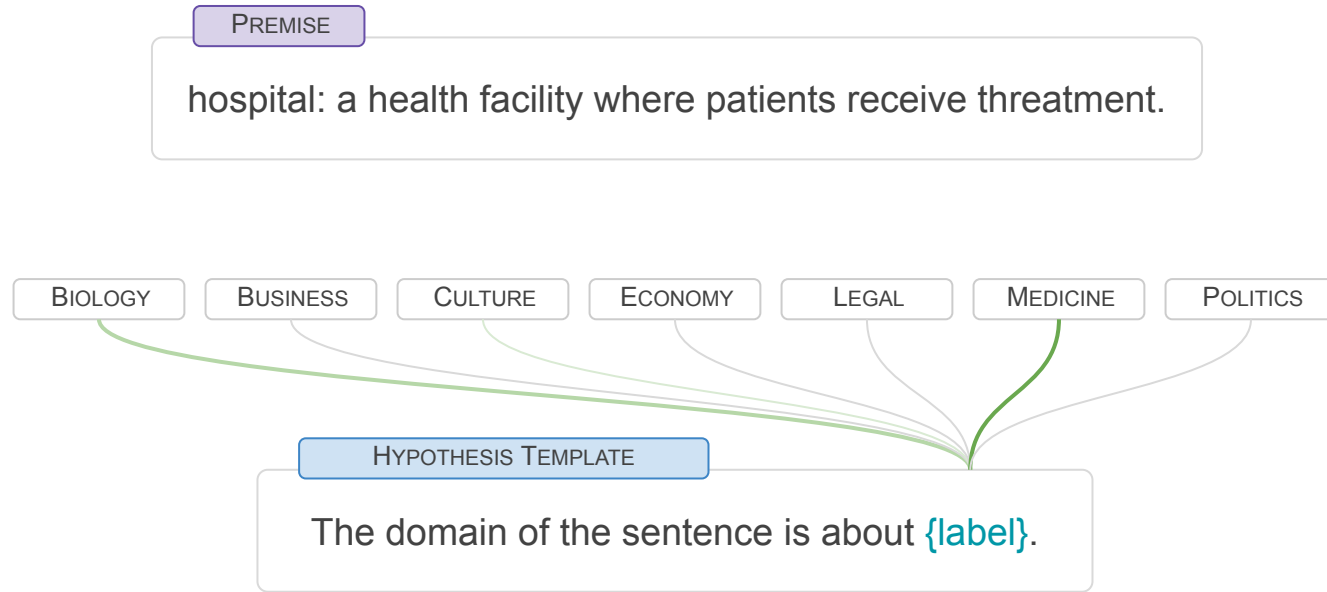 PREMISE
hospital: a health facility where patients receive threatment.
BIOLOGY BUSINESS CULTURE ECONOMY LEGAL MEDICINE POLITICS
HYPOTHESIS TEMPLATE
The domain of the sentence is about {label}.